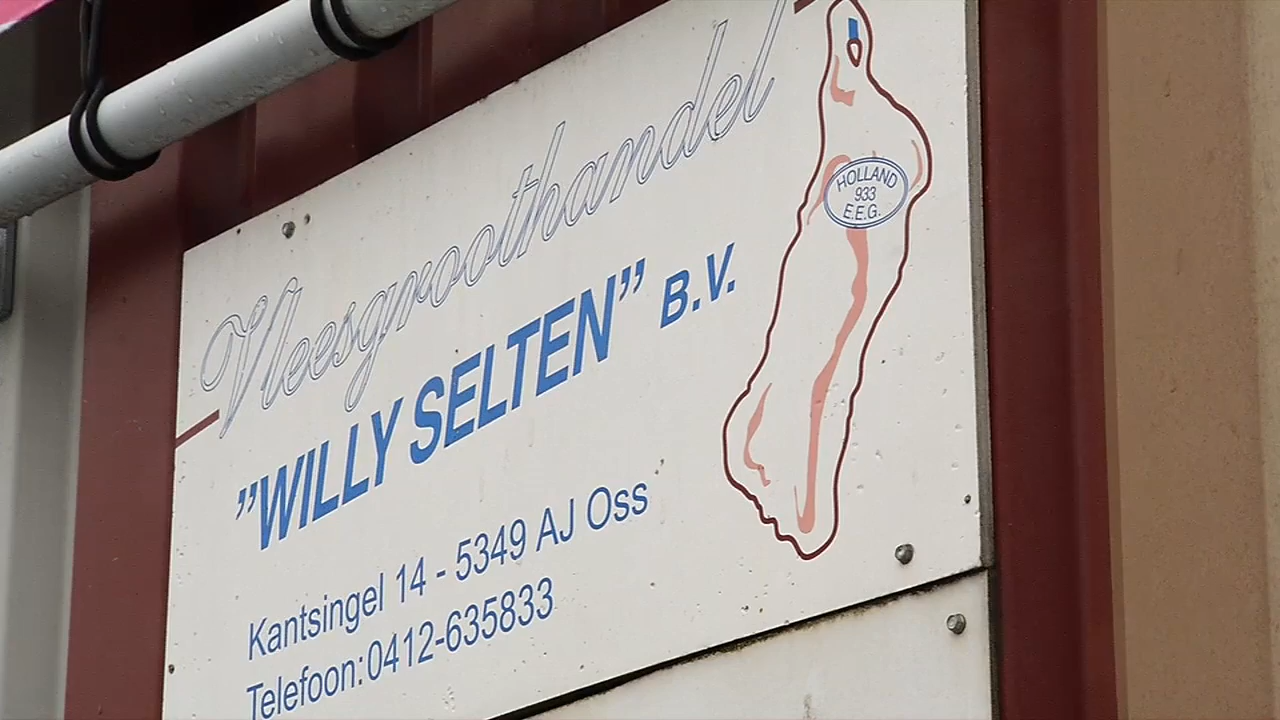 Vleesgroothandel
"WILLY SELTEN" B.V.
Kantsingel 14 - 5349 AJ Oss
Telefoon: 0412-635833
HOLLAND
933
E.E.G.